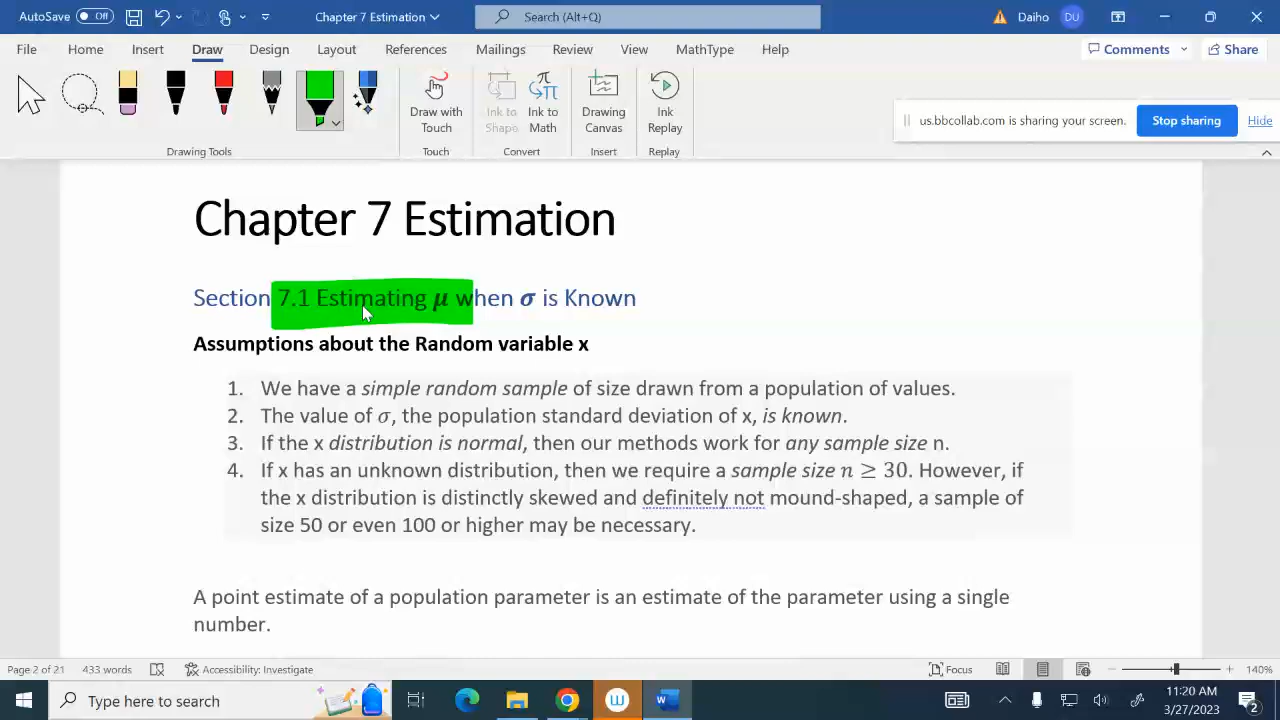 AutoSave Off Chapter 7 Estimation Search (Alt+Q) Daiho DU
File Home Insert Draw Design Layout References Mailings Review View MathType Help Comments Share
Draw with Touch Ink to Shape Ink to Math Drawing Canvas Ink Replay
us.bbcollab.com is sharing your screen. Stop sharing Hide
Drawing Tools Touch Convert Insert Replay
Chapter 7 Estimation
Section 7.1 Estimating μ when σ is Known
Assumptions about the Random variable x
1. We have a simple random sample of size drawn from a population of values.
2. The value of σ, the population standard deviation of x, is known.
3. If the x distribution is normal, then our methods work for any sample size n.
4. If x has an unknown distribution, then we require a sample size n ≥ 30. However, if
the x distribution is distinctly skewed and definitely not mound-shaped, a sample of
size 50 or even 100 or higher may be necessary.
A point estimate of a population parameter is an estimate of the parameter using a single
number.
Page 2 of 21 433 words Accessibility: Investigate Focus 140%
Type here to search 11:20 AM
3/27/2023 2